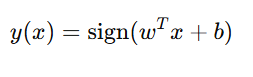 y(x) = sign(w^T x + b)